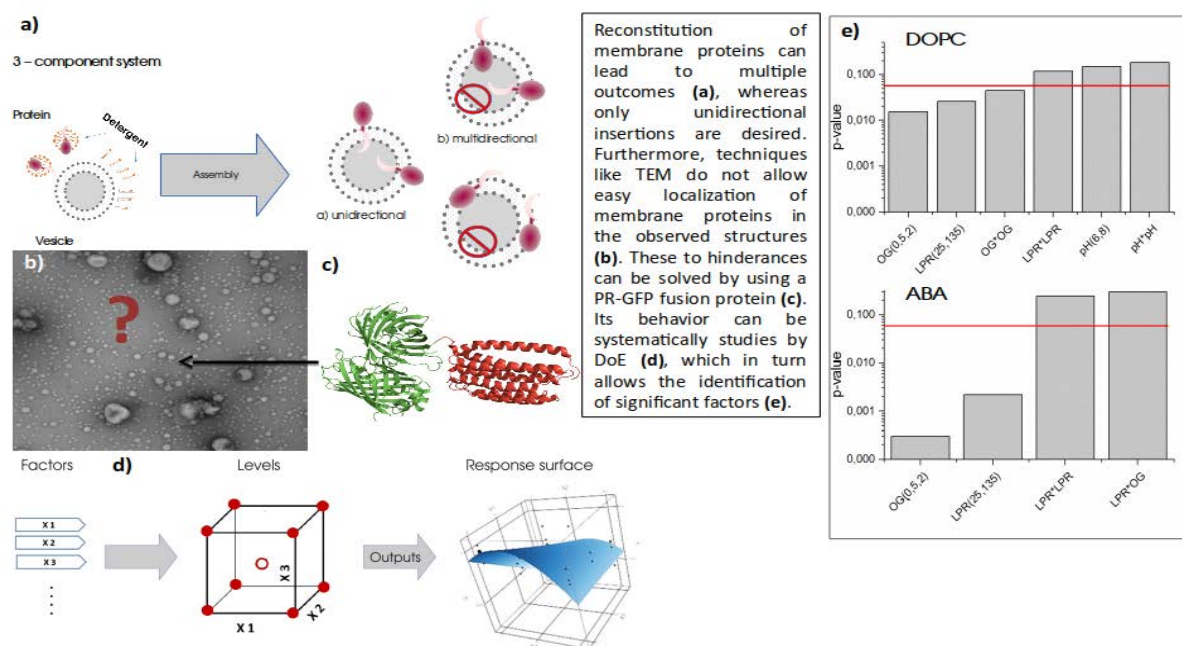 a)
3 – component system
Protein
Detergent
Vesicle
Assembly
a) unidirectional
b) multidirectional
Reconstitution of
membrane proteins can
lead to multiple
outcomes (a), whereas
only unidirectional
insertions are desired.
Furthermore, techniques
like TEM do not allow
easy localization of
membrane proteins in
the observed structures
(b). These to hinderances
can be solved by using a
PR-GFP fusion protein (c).
Its behavior can be
systematically studies by
DoE (d), which in turn
allows the identification
of significant factors (e).
b)
?
c)
Factors
d)
Levels
Response surface
X 1
X 2
X 3
X 1
X 2
X 3
Outputs
e)
DOPC
p-value
0,100
0,010
0,001
0,000
OG(0,5,2)
LPR(25,135)
OG*OG
LPR*LPR
pH(6,8)
pH*pH
ABA
p-value
0,100
0,010
0,001
0,000
OG(0,5,2)
LPR(25,135)
LPR*LPR
LPR*OG